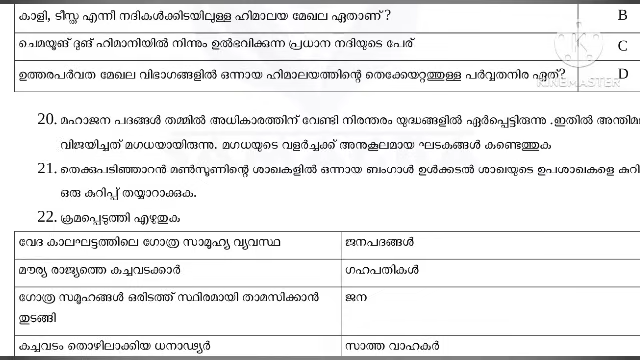 കാളി, ടീസ്ത എന്നീ നദികൾക്കിടയിലുള്ള ഹിമാലയ മേഖല ഏതാണ് ? B
ചെമയുങ് ദുങ് ഹിമാനിയിൽ നിന്നും ഉൽഭവിക്കുന്ന പ്രധാന നദിയുടെ പേര് C
ഉത്തരപർവത മേഖല വിഭാഗങ്ങളിൽ ഒന്നായ ഹിമാലയത്തിന്റെ തെക്കേയറ്റത്തുള്ള പർവ്വതനിര ഏത്? D
KINEMASTER
20. മഹാജന പദങ്ങൾ തമ്മിൽ അധികാരത്തിന് വേണ്ടി നിരന്തരം യുദ്ധങ്ങളിൽ ഏർപ്പെട്ടിരുന്നു .ഇതിൽ അന്തിമ
വിജയിച്ചത് മഗധയായിരുന്നു. മഗധയുടെ വളർച്ചക്ക് അനുകൂലമായ ഘടകങ്ങൾ കണ്ടെത്തുക
21. തെക്കുപടിഞ്ഞാറൻ മൺസൂണിന്റെ ശാഖകളിൽ ഒന്നായ ബംഗാൾ ഉൾക്കടൽ ശാഖയുടെ ഉപശാഖകളെ കുറി
ഒരു കുറിപ്പ് തയ്യാറാക്കുക.
22. ക്രമപ്പെടുത്തി എഴുതുക
വേദ കാലഘട്ടത്തിലെ ഗോത്ര സാമൂഹ്യ വ്യവസ്ഥ ജനപദങ്ങൾ
മൗര്യ രാജ്യത്തെ കച്ചവടക്കാർ ഗഹപതികൾ
ഗോത്ര സമൂഹങ്ങൾ ഒരിടത്ത് സ്ഥിരമായി താമസിക്കാൻ ജന
തുടങ്ങി
കച്ചവടം തൊഴിലാക്കിയ ധനാഢ്യർ സാത്ത വാഹകർ